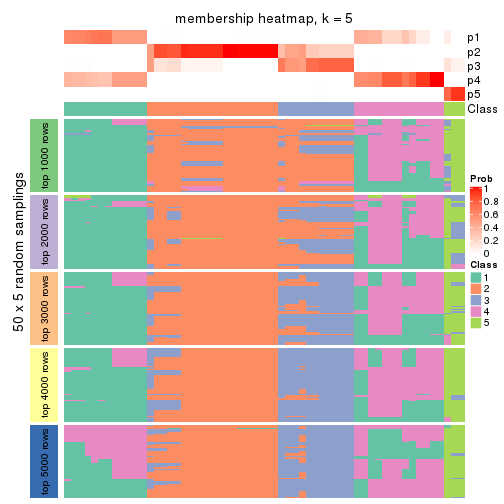 membership heatmap, k = 5
p1
p2
p3
p4
p5
Class
50 x 5 random samplings
top 1000 rows
top 2000 rows
top 3000 rows
top 4000 rows
top 5000 rows
Prob
1
0.8
0.6
0.4
0.2
0
Class
1
2
3
4
5